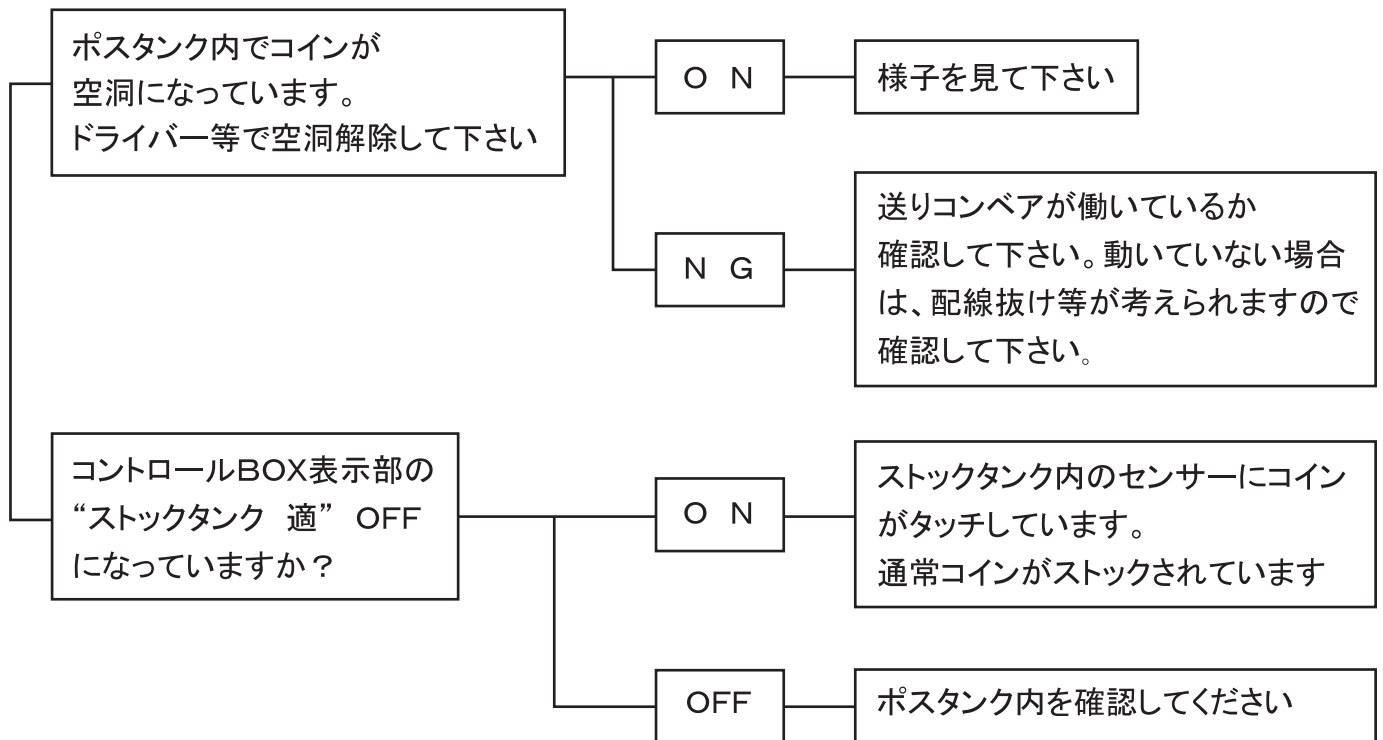 ポスタンク内でコインが
空洞になっています。
ドライバー等で空洞解除して下さい
ＯＮ
様子を見て下さい
ＮＧ
送りコンベアが働いているか
確認して下さい。動いていない場合
は、配線抜け等が考えられますので
確認して下さい。
コントロールBOX表示部の
“ストックタンク　適”　OFF
になっていますか？
ＯＮ
ストックタンク内のセンサーにコイン
がタッチしています。
通常コインがストックされています
OFF
ポスタンク内を確認してください